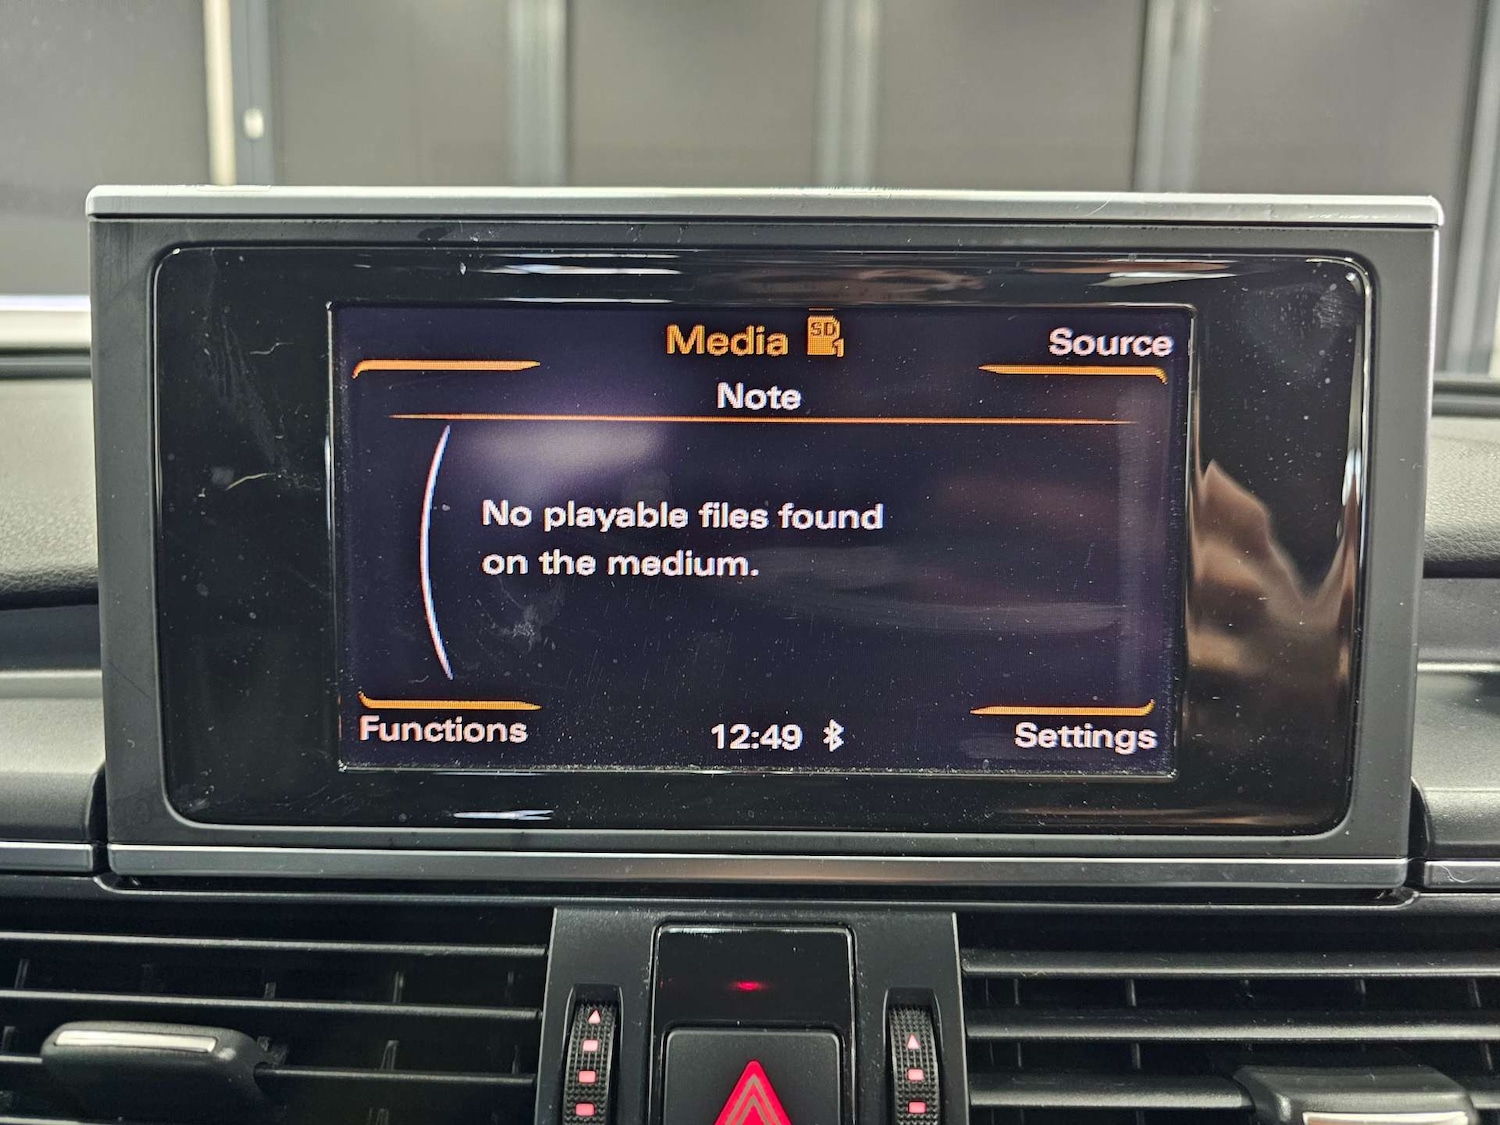 Media SD 1
Source
Note
No playable files found
on the medium.
Functions
12:49
Settings